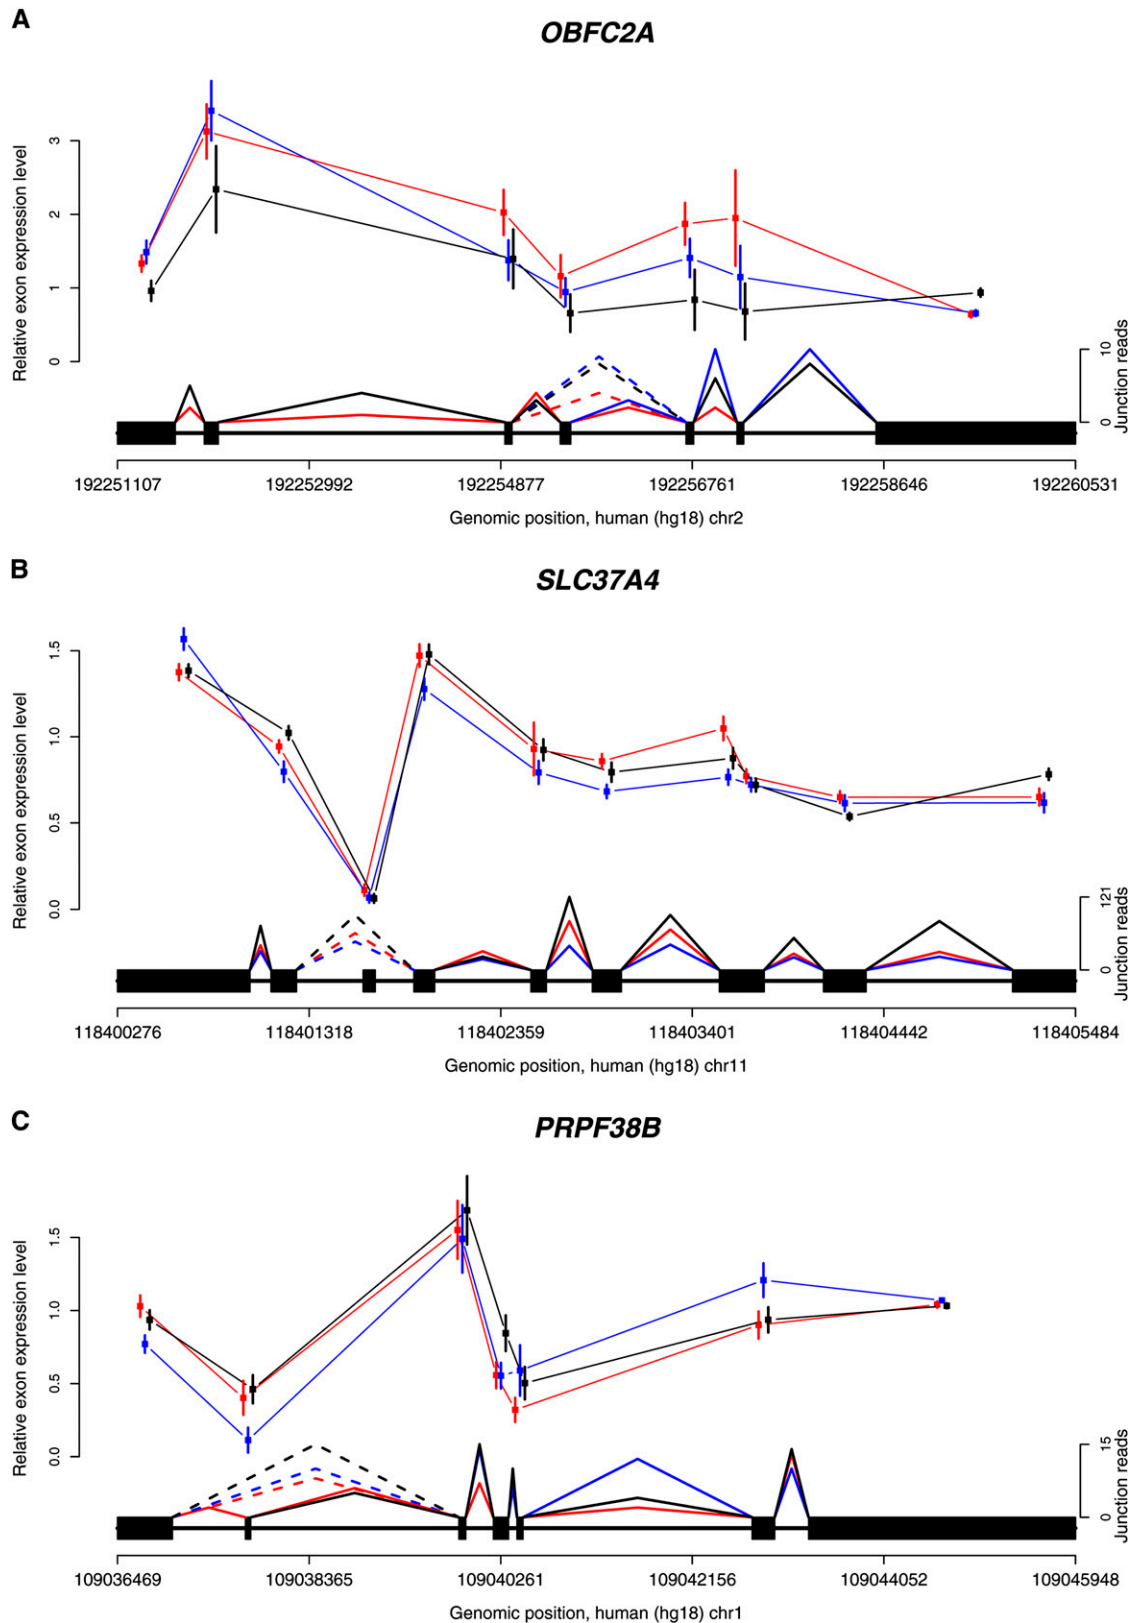 A
OBFC2A
Relative exon expression level
3
2
1
0
10
0
Junction reads
192251107 192252992 192254877 192256761 192258646 192260531
Genomic position, human (hg18) chr2
B
SLC37A4
Relative exon expression level
1.5
1.0
0.5
0.0
121
0
Junction reads
118400276 118401318 118402359 118403401 118404442 118405484
Genomic position, human (hg18) chr11
C
PRPF38B
Relative exon expression level
1.5
1.0
0.5
0.0
15
0
Junction reads
109036469 109038365 109040261 109042156 109044052 109045948
Genomic position, human (hg18) chr1